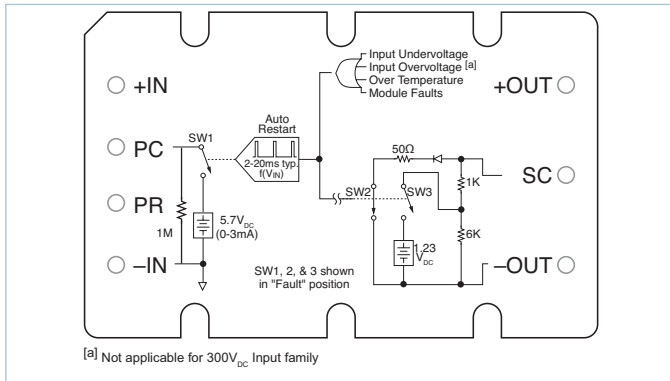 Input Undervoltage
Input Overvoltage [a]
Over Temperature
Module Faults
+IN
+OUT
Auto
Restart
SW1
PC
2-20ms typ.
f(VIN)
50Ω
SC
1K
SW2
SW3
PR
5.7VDC
(0-3mA)
1M
6K
1.23
VDC
–IN
–OUT
SW1, 2, & 3 shown
in "Fault" position
[a] Not applicable for 300VDC Input family